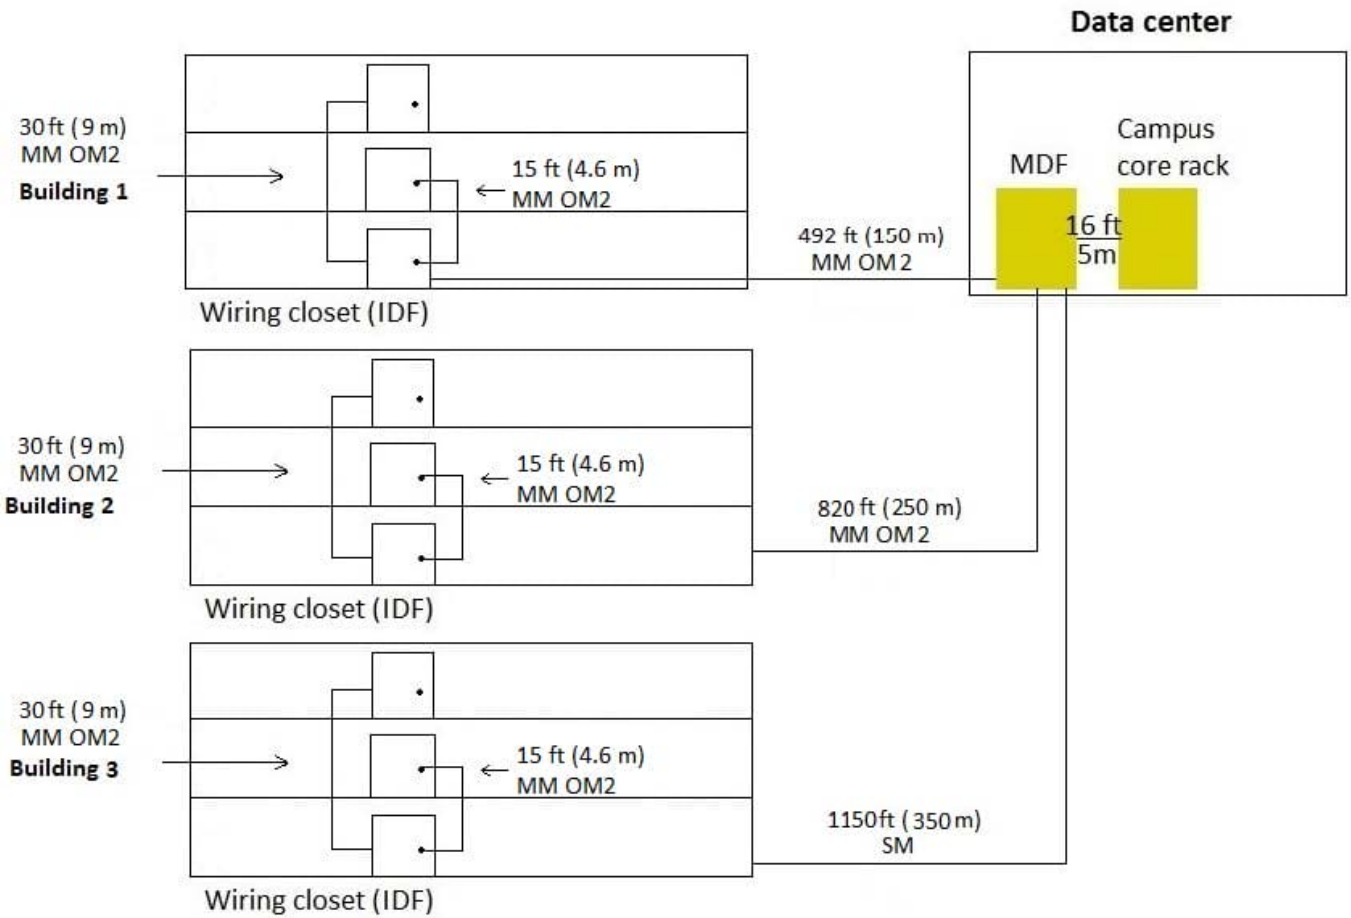 Data center
30 ft (9 m)
MM OM2
Building 1
15 ft (4.6 m)
MM OM2
492 ft (150 m)
MM OM 2
MDF
Campus
core rack
16 ft
5m
Wiring closet (IDF)
30 ft (9 m)
MM OM2
Building 2
15 ft (4.6 m)
MM OM2
820 ft (250 m)
MM OM 2
Wiring closet (IDF)
30 ft (9 m)
MM OM2
Building 3
15 ft (4.6 m)
MM OM2
1150ft (350 m)
SM
Wiring closet (IDF)